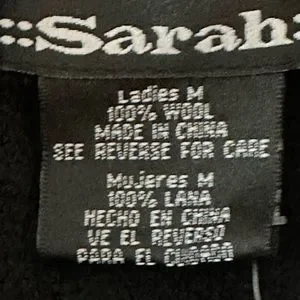 ::Sarah
Ladies M
100% WOOL
MADE IN CHINA
SEE REVERSE FOR CARE
Mujeres M
100% LANA
HECHO EN CHINA
VE EL REVERSO
PARA EL CUIDADO